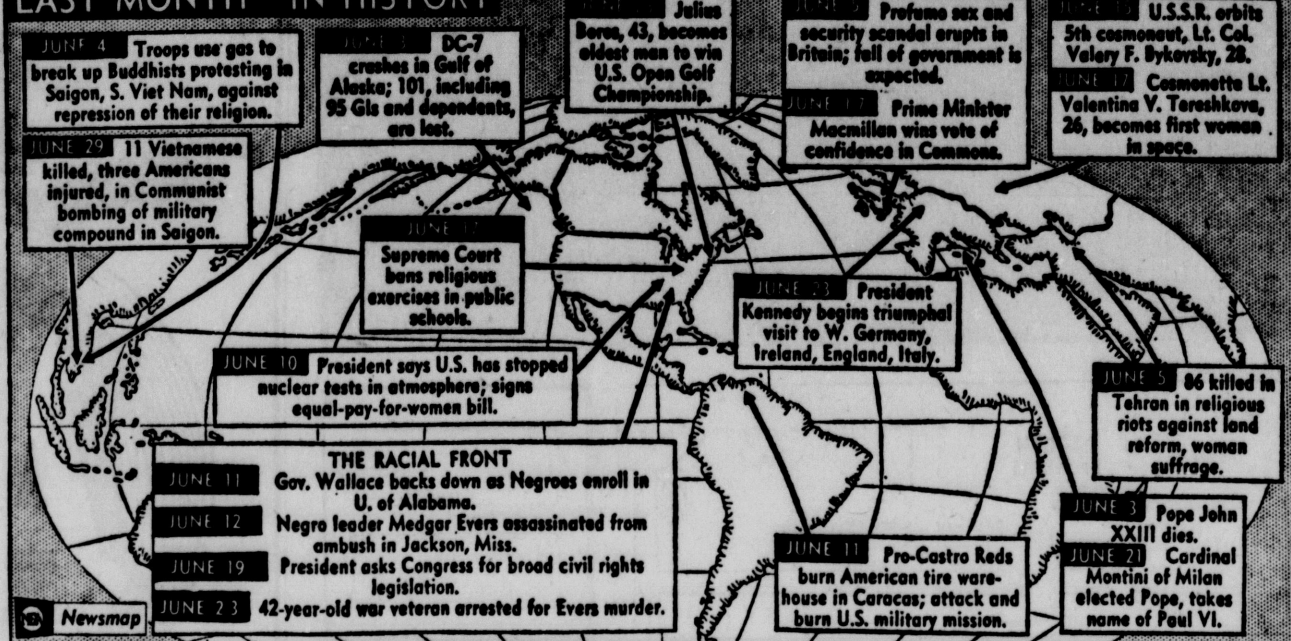 LAST MONTH IN HISTORY
JUNE 4 Troops use gas to
break up Buddhists protesting in
Saigon, S. Viet Nam, against
repression of their religion.
JUNE 29 11 Vietnamese
killed, three Americans
injured, in Communist
bombing of military
compound in Saigon.
JUNE 3 DC-7
crashes in Gulf of
Alaska; 101, including
95 GIs and dependents,
are lost.
Julius
Boros, 43, becomes
oldest man to win
U.S. Open Golf
Championship.
JUNE 5 Profumo sex and
security scandal erupts in
Britain; fall of government is
expected.
JUNE 17 Prime Minister
Macmillan wins vote of
confidence in Commons.
JUNE 15 U.S.S.R. orbits
5th cosmonaut, Lt. Col.
Valery F. Bykovsky, 28.
JUNE 17 Cosmonette Lt.
Valentina V. Tereshkova,
26, becomes first woman
in space.
JUNE 17
Supreme Court
bans religious
exercises in public
schools.
JUNE 23 President
Kennedy begins triumphal
visit to W. Germany,
Ireland, England, Italy.
JUNE 10 President says U.S. has stopped
nuclear tests in atmosphere; signs
equal-pay-for-women bill.
JUNE 5 86 killed in
Tehran in religious
riots against land
reform, woman
suffrage.
THE RACIAL FRONT
JUNE 11 Gov. Wallace backs down as Negroes enroll in
U. of Alabama.
JUNE 12 Negro leader Medgar Evers assassinated from
ambush in Jackson, Miss.
JUNE 19 President asks Congress for broad civil rights
legislation.
JUNE 23 42-year-old war veteran arrested for Evers murder.
JUNE 11 Pro-Castro Reds
burn American tire ware-
house in Caracas; attack and
burn U.S. military mission.
JUNE 3 Pope John
XXIII dies.
JUNE 21 Cardinal
Montini of Milan
elected Pope, takes
name of Paul VI.
NEA Newsmap